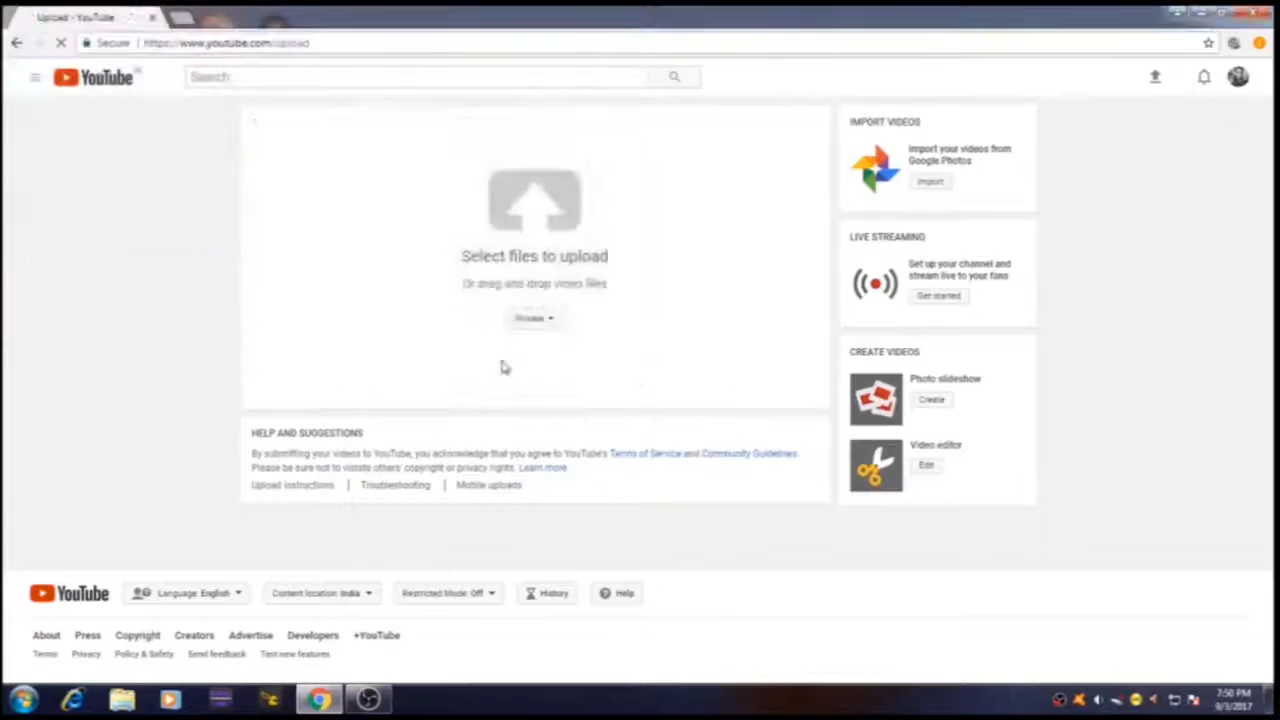 Upload - YouTube
Secure https://www.youtube.com/upload
YouTube
Search
Select files to upload
Or drag and drop video files
Private
IMPORT VIDEOS
Import your videos from
Google Photos
Import
LIVE STREAMING
Set up your channel and
stream live to your fans
Get started
CREATE VIDEOS
Photo slideshow
Create
Video editor
Edit
HELP AND SUGGESTIONS
By submitting your videos to YouTube, you acknowledge that you agree to YouTube's Terms of Service and Community Guidelines.
Please be sure not to violate others' copyright or privacy rights. Learn more
Upload instructions | Troubleshooting | Mobile uploads
YouTube Language: English Content location: India Restricted Mode: Off History Help
About Press Copyright Creators Advertise Developers +YouTube
Terms Privacy Policy & Safety Send feedback Test new features
7:50 PM
9/3/2017